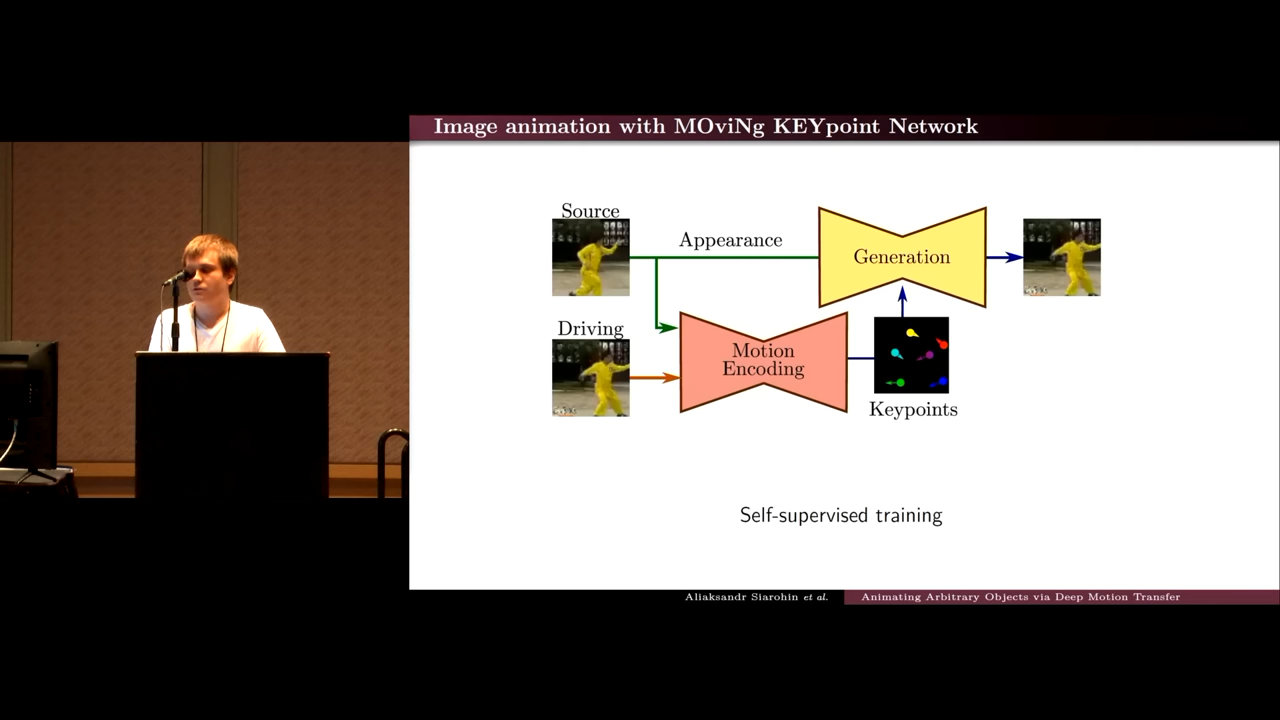 Image animation with MOviNg KEYpoint Network
Source
Appearance
Generation
Driving
Motion
Encoding
Keypoints
Self-supervised training
Aliaksandr Siarohin et al.
Animating Arbitrary Objects via Deep Motion Transfer